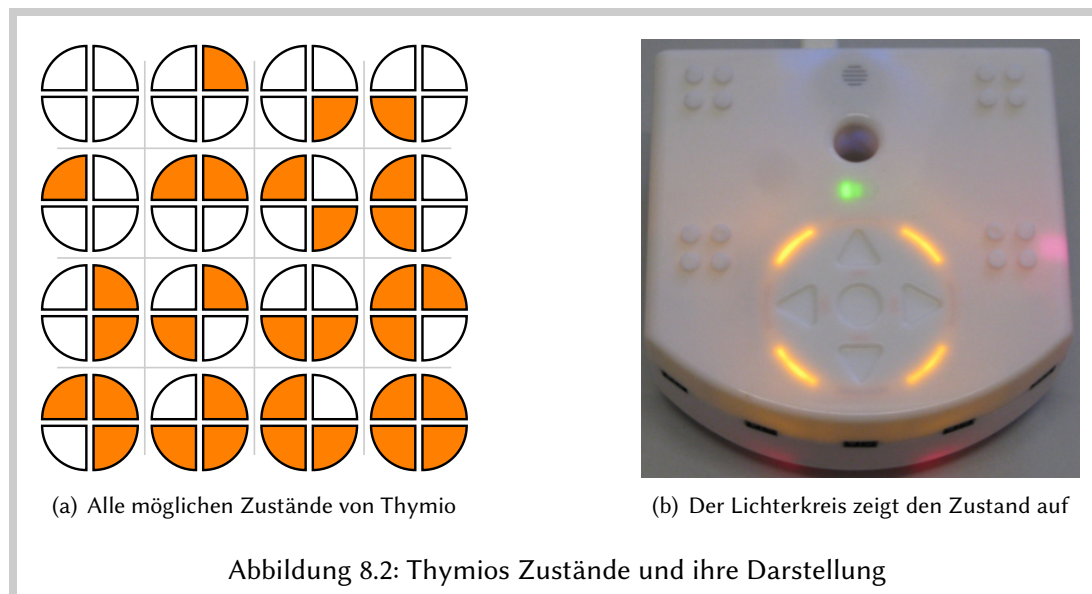 (a) Alle möglichen Zustände von Thymio
(b) Der Lichterkreis zeigt den Zustand auf
Abbildung 8.2: Thymios Zustände und ihre Darstellung